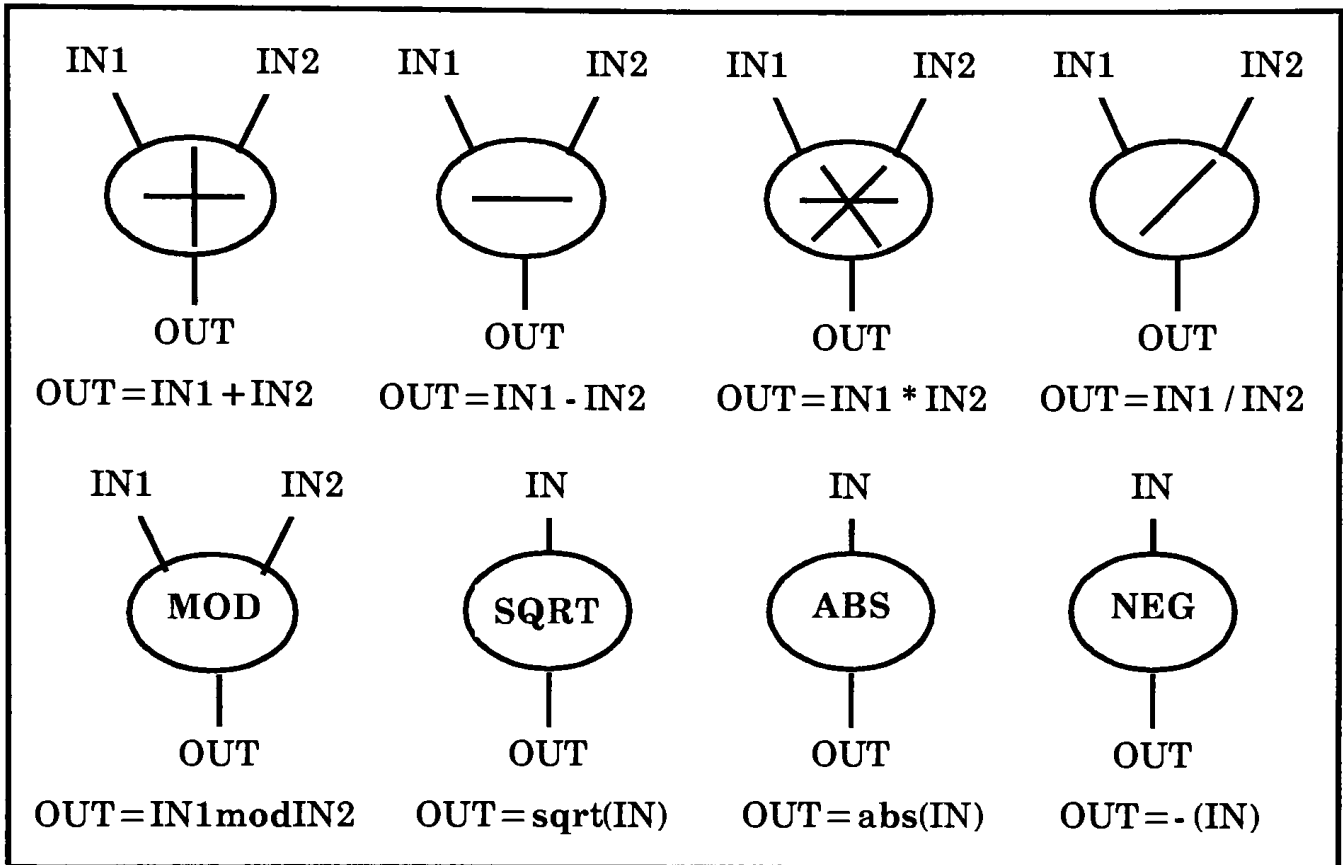 IN1 IN2 IN1 IN2 IN1 IN2 IN1 IN2
+ — * /
OUT OUT OUT OUT
OUT=IN1+IN2 OUT=IN1-IN2 OUT=IN1*IN2 OUT=IN1/IN2
IN1 IN2 IN IN IN
MOD SQRT ABS NEG
OUT OUT OUT OUT
OUT=IN1modIN2 OUT=sqrt(IN) OUT=abs(IN) OUT=-(IN)